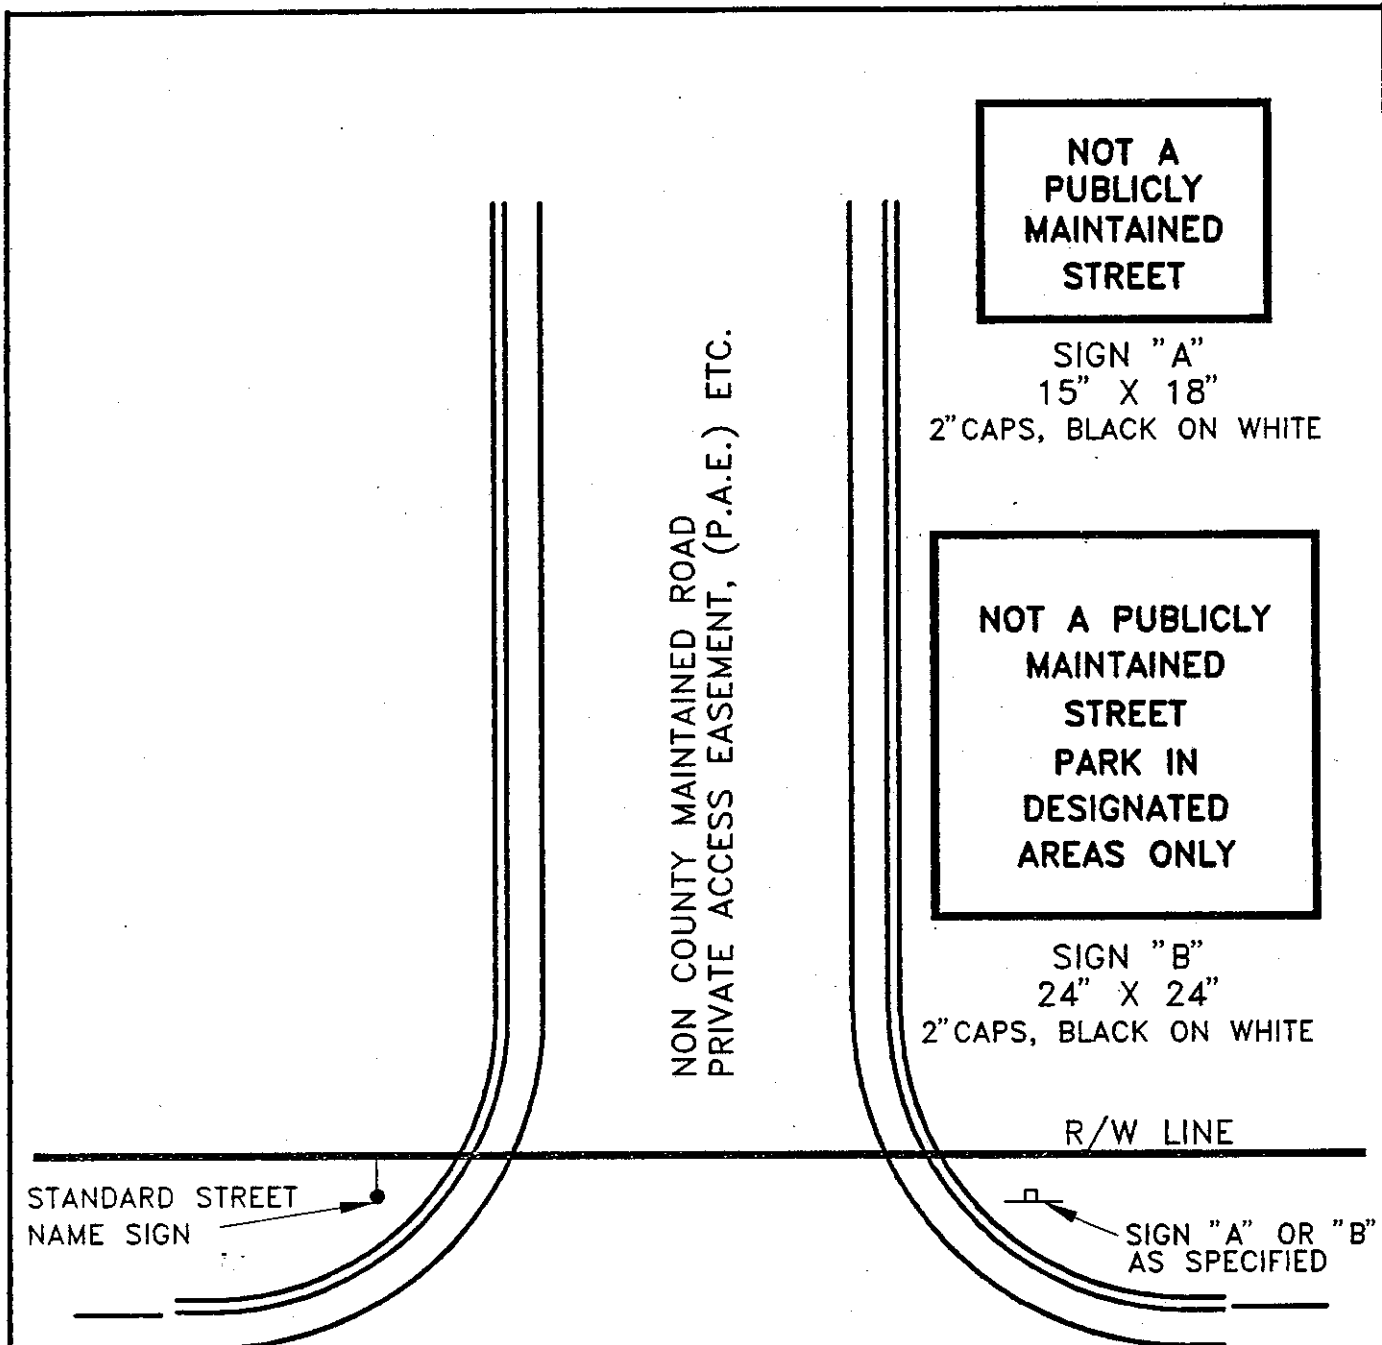 NOT A
PUBLICLY
MAINTAINED
STREET
SIGN "A"
15" X 18"
2"CAPS, BLACK ON WHITE
NON COUNTY MAINTAINED ROAD
PRIVATE ACCESS EASEMENT, (P.A.E.) ETC.
NOT A PUBLICLY
MAINTAINED
STREET
PARK IN
DESIGNATED
AREAS ONLY
SIGN "B"
24" X 24"
2"CAPS, BLACK ON WHITE
R/W LINE
STANDARD STREET
NAME SIGN
SIGN "A" OR "B"
AS SPECIFIED